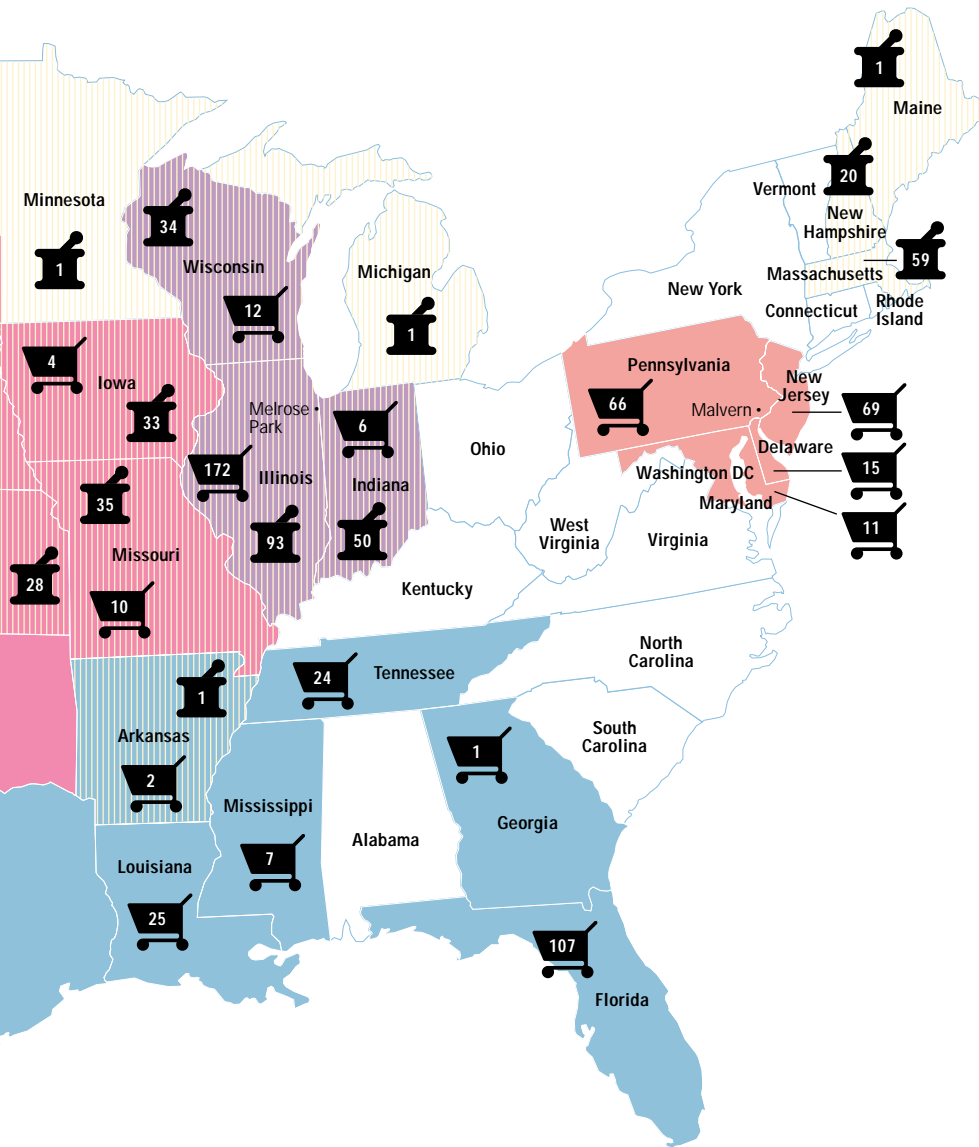 1
Maine
20
Vermont
New
Hampshire
59
Massachusetts
Rhode
Island
Connecticut
New York
Minnesota
1
34
Wisconsin
12
Michigan
1
4
Iowa
33
Melrose
Park
6
172
Illinois
Indiana
93
50
35
Missouri
28
10
Ohio
Pennsylvania
66
Malvern
New
Jersey
69
Delaware
15
Washington DC
Maryland
11
West
Virginia
Virginia
Kentucky
North
Carolina
24
Tennessee
South
Carolina
1
Arkansas
2
1
Georgia
Mississippi
7
Alabama
Louisiana
25
107
Florida